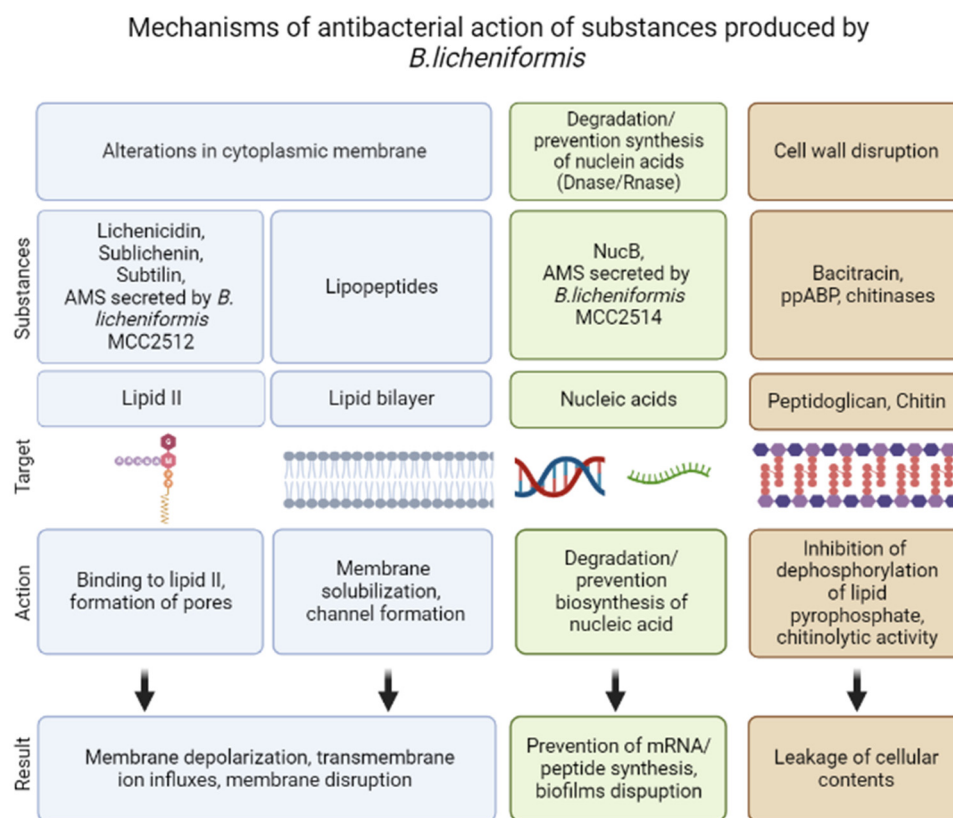 Mechanisms of antibacterial action of substances produced by
B.licheniformis
Alterations in cytoplasmic membrane
Degradation/
prevention synthesis
of nuclein acids
(Dnase/Rnase)
Cell wall disruption
Substances
Lichenicidin,
Sublichenin,
Subtilin,
AMS secreted by B.
licheniformis
MCC2512
Lipopeptides
NucB,
AMS secreted by
B.licheniformis
MCC2514
Bacitracin,
ppABP, chitinases
Target
Lipid II
Lipid bilayer
Nucleic acids
Peptidoglican, Chitin
Action
Binding to lipid II,
formation of pores
Membrane
solubilization,
channel formation
Degradation/
prevention
biosynthesis of
nucleic acid
Inhibition of
dephosphorylation
of lipid
pyrophosphate,
chitinolytic activity
Result
Membrane depolarization, transmembrane
ion influxes, membrane disruption
Prevention of mRNA/
peptide synthesis,
biofilms dispuption
Leakage of cellular
contents